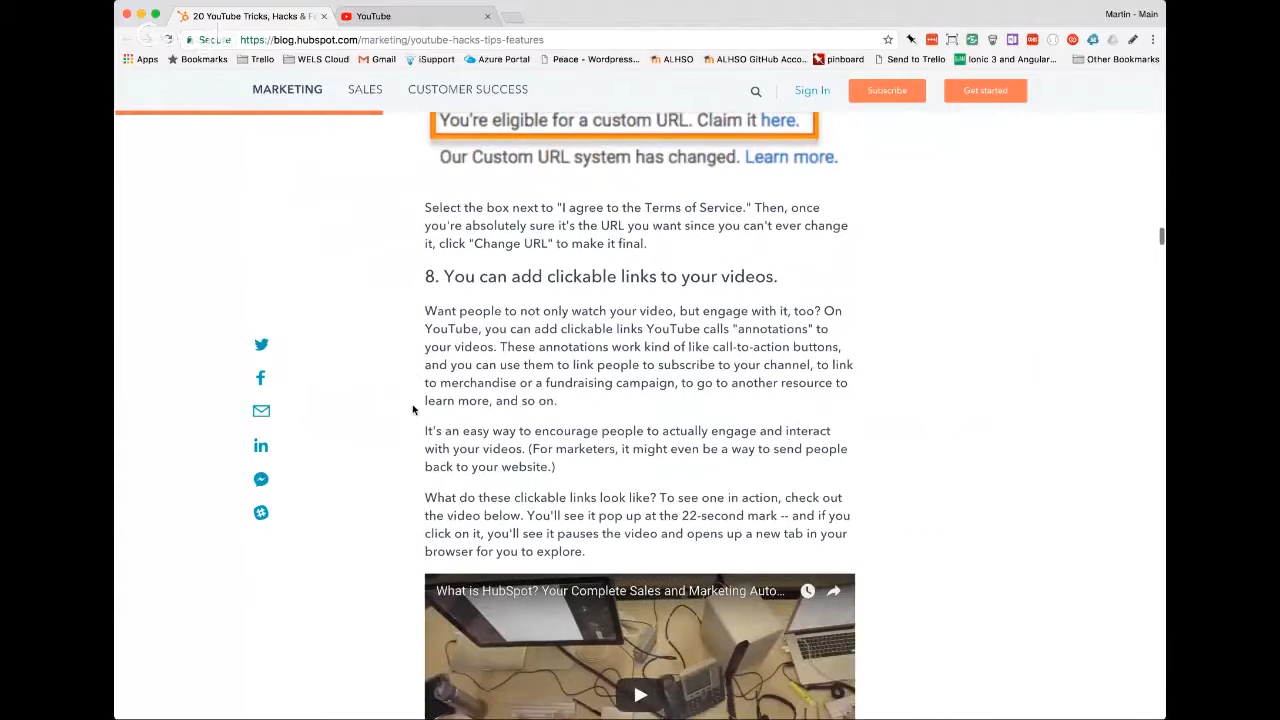 20 YouTube Tricks, Hacks & F
YouTube
Martin - Main
Secure
https://blog.hubspot.com/marketing/youtube-hacks-tips-features
Apps
Bookmarks
Trello
WELS Cloud
Gmail
iSupport
Azure Portal
Peace - Wordpress...
ALHSO
ALHSO GitHub Acco...
pinboard
Send to Trello
Ionic 3 and Angular...
Other Bookmarks
MARKETING
SALES
CUSTOMER SUCCESS
Sign In
Subscribe
Get started
You're eligible for a custom URL. Claim it here.
Our Custom URL system has changed. Learn more.
Select the box next to "I agree to the Terms of Service." Then, once
you're absolutely sure it's the URL you want since you can't ever change
it, click "Change URL" to make it final.
8. You can add clickable links to your videos.
Want people to not only watch your video, but engage with it, too? On
YouTube, you can add clickable links YouTube calls "annotations" to
your videos. These annotations work kind of like call-to-action buttons,
and you can use them to link people to subscribe to your channel, to link
to merchandise or a fundraising campaign, to go to another resource to
learn more, and so on.
It's an easy way to encourage people to actually engage and interact
with your videos. (For marketers, it might even be a way to send people
back to your website.)
What do these clickable links look like? To see one in action, check out
the video below. You'll see it pop up at the 22-second mark -- and if you
click on it, you'll see it pauses the video and opens up a new tab in your
browser for you to explore.
What is HubSpot? Your Complete Sales and Marketing Auto...